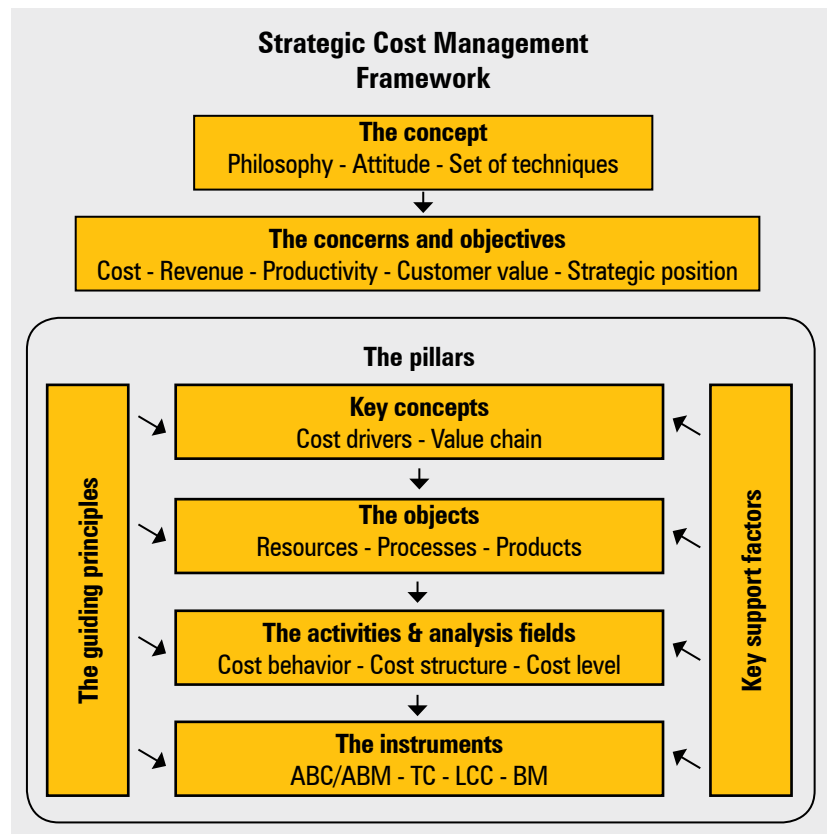 Strategic Cost Management
Framework
The concept
Philosophy - Attitude - Set of techniques
The concerns and objectives
Cost - Revenue - Productivity - Customer value - Strategic position
The pillars
The guiding principles
Key concepts
Cost drivers - Value chain
The objects
Resources - Processes - Products
The activities & analysis fields
Cost behavior - Cost structure - Cost level
The instruments
ABC/ABM - TC - LCC - BM
Key support factors